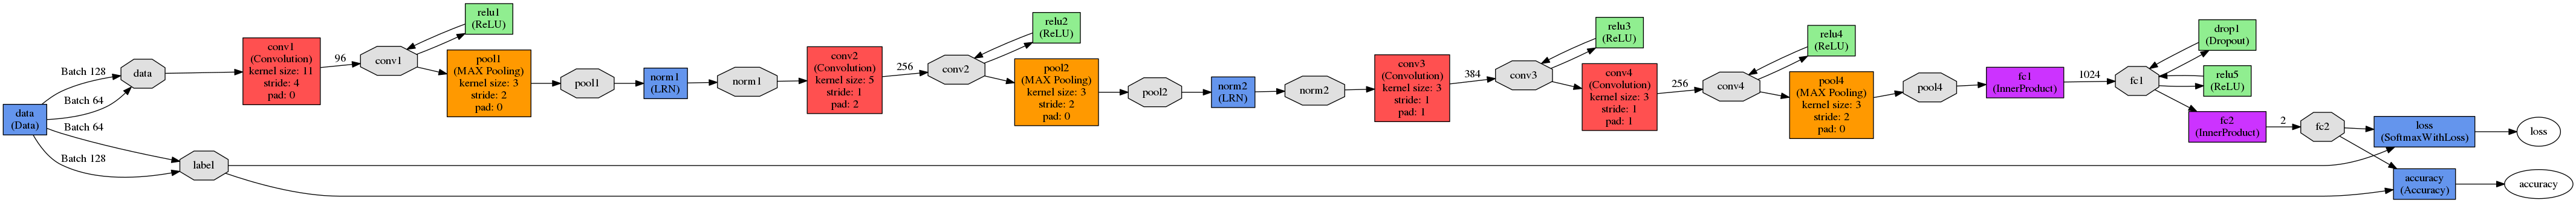 data
(Data)
Batch 128
Batch 64
Batch 64
Batch 128
data
label
conv1
(Convolution)
kernel size: 11
stride: 4
pad: 0
96
conv1
relu1
(ReLU)
pool1
(MAX Pooling)
kernel size: 3
stride: 2
pad: 0
pool1
norm1
(LRN)
norm1
conv2
(Convolution)
kernel size: 5
stride: 1
pad: 2
256
conv2
relu2
(ReLU)
pool2
(MAX Pooling)
kernel size: 3
stride: 2
pad: 0
pool2
norm2
(LRN)
norm2
conv3
(Convolution)
kernel size: 3
stride: 1
pad: 1
384
conv3
relu3
(ReLU)
conv4
(Convolution)
kernel size: 3
stride: 1
pad: 1
256
conv4
relu4
(ReLU)
pool4
(MAX Pooling)
kernel size: 3
stride: 2
pad: 0
pool4
fc1
(InnerProduct)
1024
fc1
drop1
(Dropout)
relu5
(ReLU)
fc2
(InnerProduct)
2
fc2
loss
(SoftmaxWithLoss)
loss
accuracy
(Accuracy)
accuracy